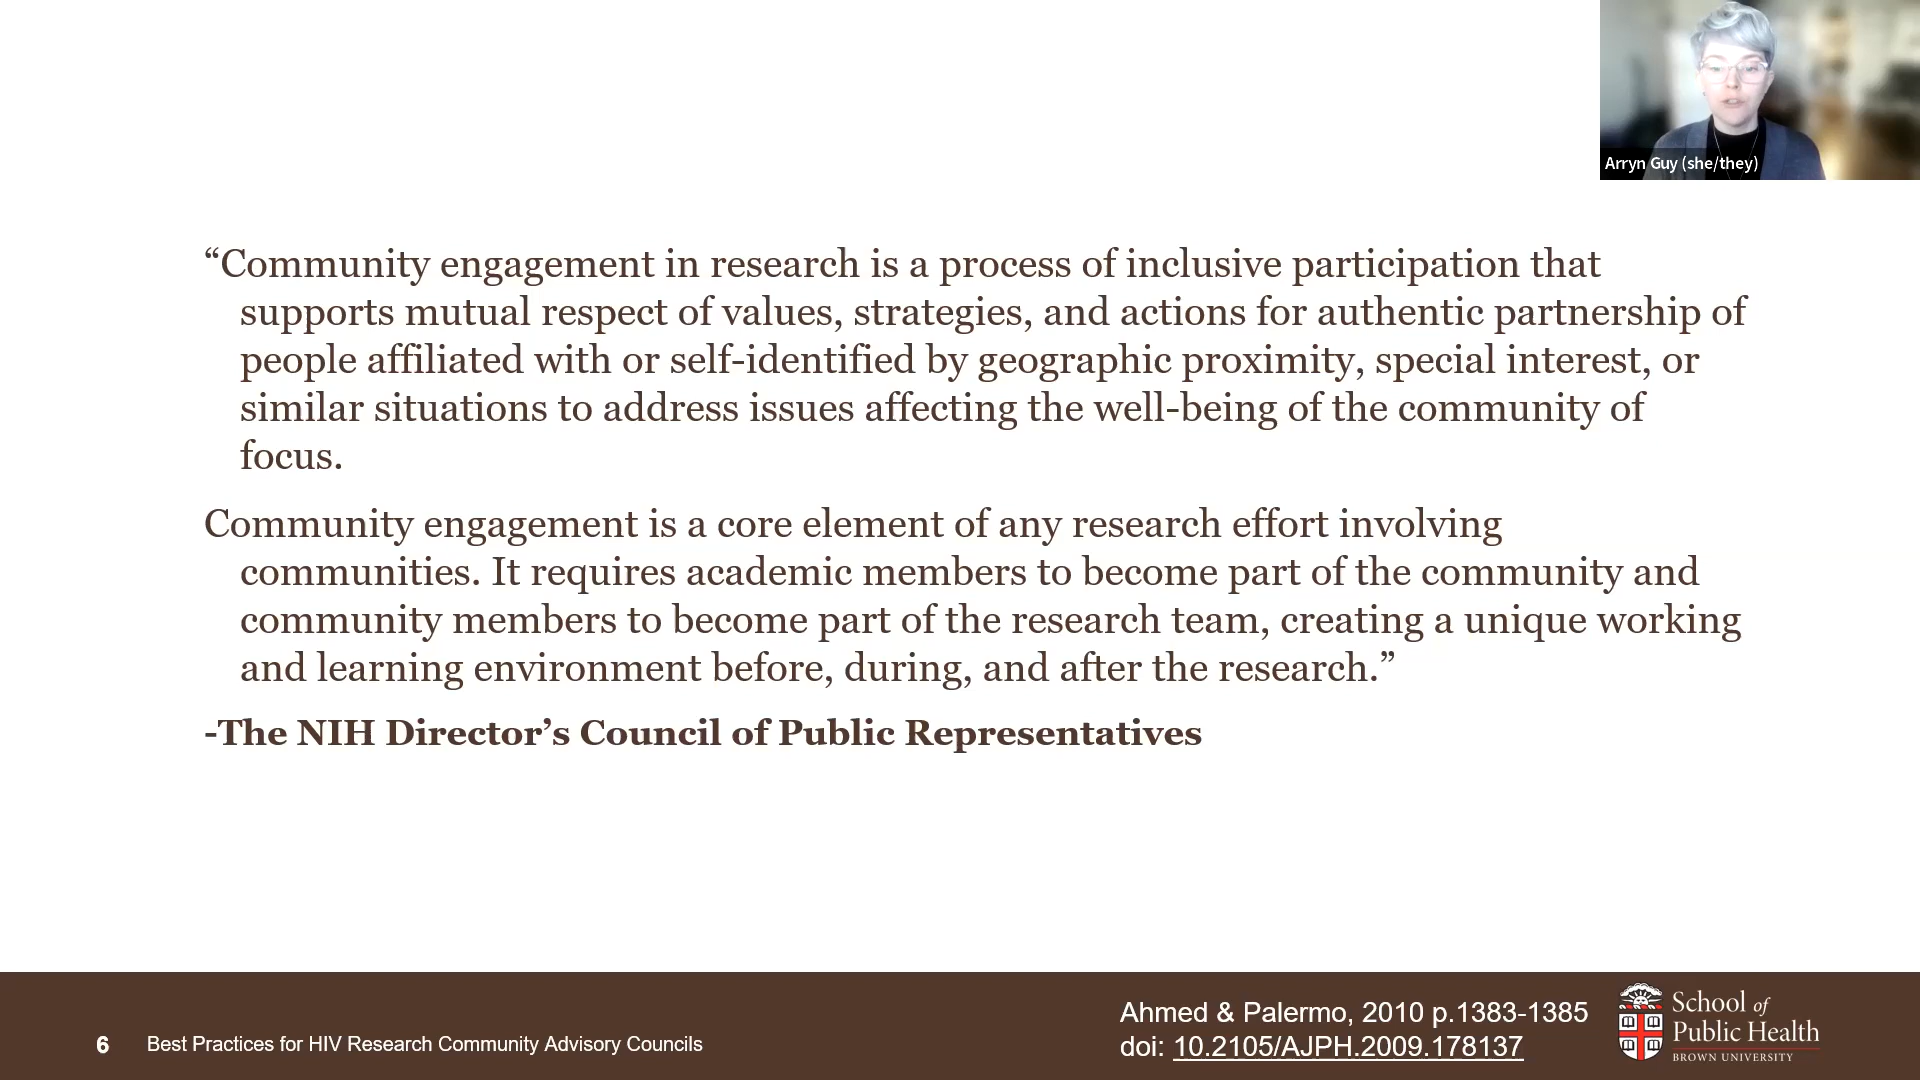 Arryn Guy (she/they)
“Community engagement in research is a process of inclusive participation that
supports mutual respect of values, strategies, and actions for authentic partnership of
people affiliated with or self-identified by geographic proximity, special interest, or
similar situations to address issues affecting the well-being of the community of
focus.
Community engagement is a core element of any research effort involving
communities. It requires academic members to become part of the community and
community members to become part of the research team, creating a unique working
and learning environment before, during, and after the research.”
-The NIH Director’s Council of Public Representatives
6 Best Practices for HIV Research Community Advisory Councils
Ahmed & Palermo, 2010 p.1383-1385
doi: 10.2105/AJPH.2009.178137
School of
Public Health
BROWN UNIVERSITY